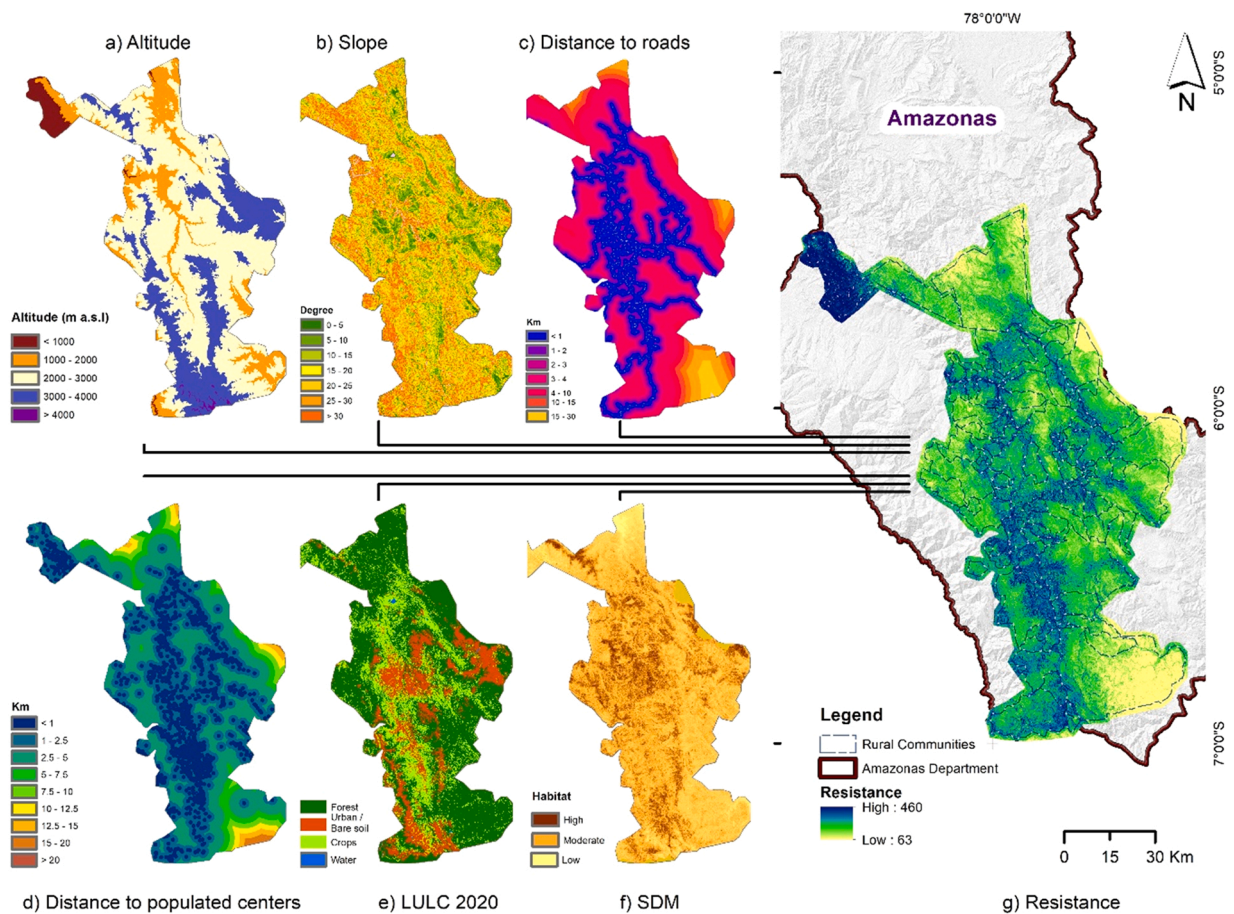 a) Altitude
b) Slope
c) Distance to roads
78°0'0"W
5°0'0"S
N
Amazonas
Altitude (m a.s.l)
< 1000
1000 - 2000
2000 - 3000
3000 - 4000
> 4000
Degree
0 - 5
5 - 10
10 - 15
15 - 20
20 - 25
25 - 30
> 30
Km
< 1
1 - 2
2 - 3
3 - 4
4 - 10
10 - 15
15 - 30
6°0'0"S
Km
< 1
1 - 2.5
2.5 - 5
5 - 7.5
7.5 - 10
10 - 12.5
12.5 - 15
15 - 20
> 20
Forest
Urban /
Bare soil
Crops
Water
Habitat
High
Moderate
Low
7°0'0"S
Legend
Rural Communities
Amazonas Department
Resistance
High : 460
Low : 63
0 15 30 Km
d) Distance to populated centers
e) LULC 2020
f) SDM
g) Resistance